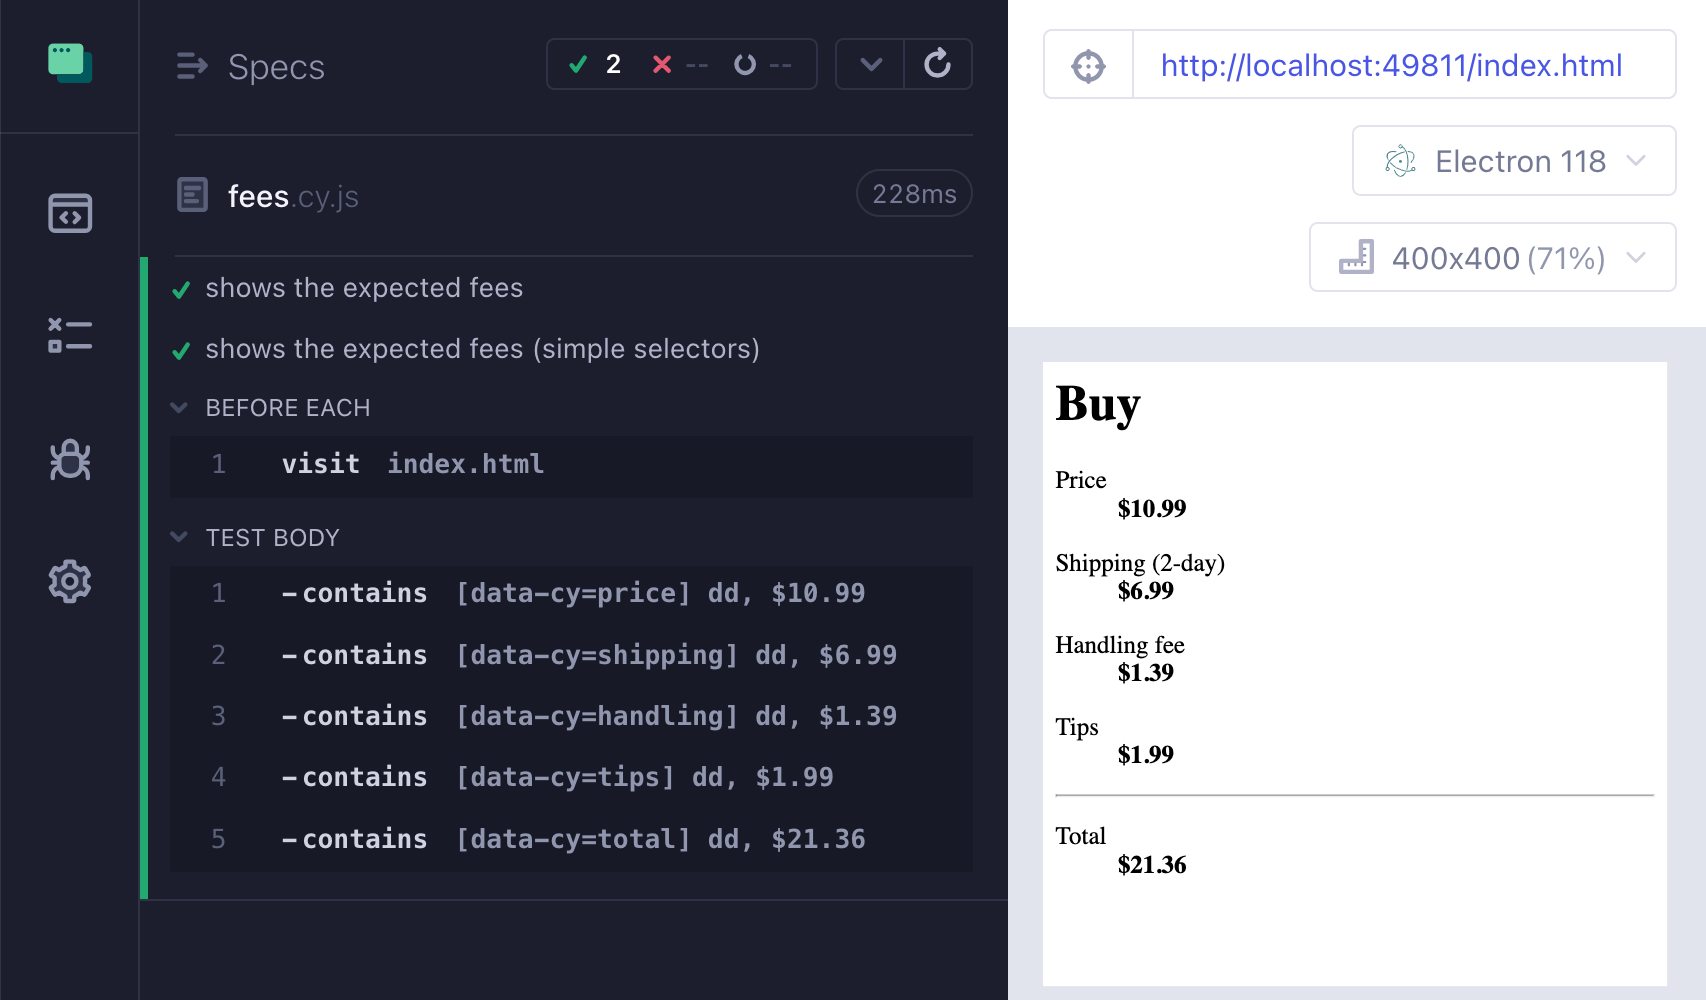 Specs
2 -- --
fees.cy.js
228ms
shows the expected fees
shows the expected fees (simple selectors)
BEFORE EACH
1 visit index.html
TEST BODY
1 -contains [data-cy=price] dd, $10.99
2 -contains [data-cy=shipping] dd, $6.99
3 -contains [data-cy=handling] dd, $1.39
4 -contains [data-cy=tips] dd, $1.99
5 -contains [data-cy=total] dd, $21.36
http://localhost:49811/index.html
Electron 118
400x400 (71%)
Buy
Price
$10.99
Shipping (2-day)
$6.99
Handling fee
$1.39
Tips
$1.99
Total
$21.36